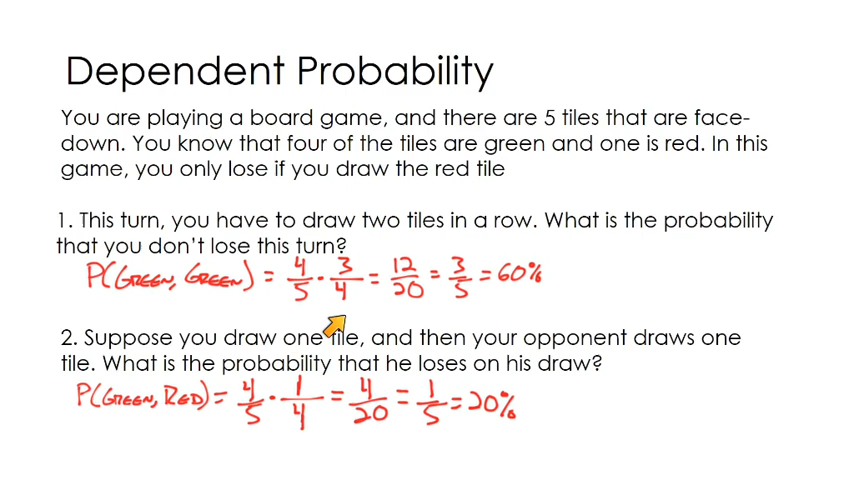 Dependent Probability
You are playing a board game, and there are 5 tiles that are face-
down. You know that four of the tiles are green and one is red. In this
game, you only lose if you draw the red tile
1. This turn, you have to draw two tiles in a row. What is the probability
that you don't lose this turn?
P(GREEN, GREEN) = 4/5 · 3/4 = 12/20 = 3/5 = 60%
2. Suppose you draw one tile, and then your opponent draws one
tile. What is the probability that he loses on his draw?
P(GREEN, RED) = 4/5 · 1/4 = 4/20 = 1/5 = 20%